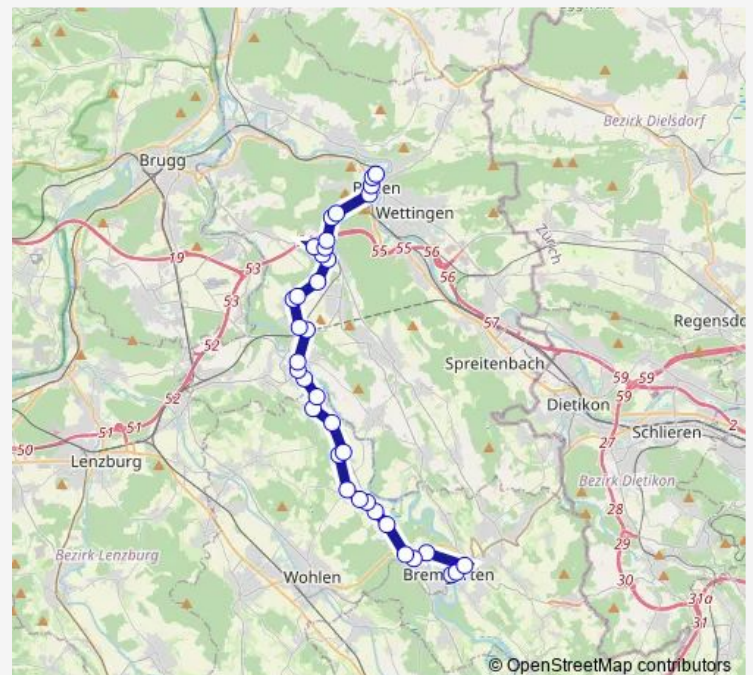 Bezirk Dielsdorf
Brugg
Wettingen
Zürich
19
53
55 55 56
56
53
57
52
Regensdo
Spreitenbach
59 59
59
52
Dietikon
2
51 51
50
Schlieren
27
Lenzburg
Bezirk Dietikon
28
29
Bezirk Lenzburg
Wohlen
30
31a
31
© OpenStreetMap contributors